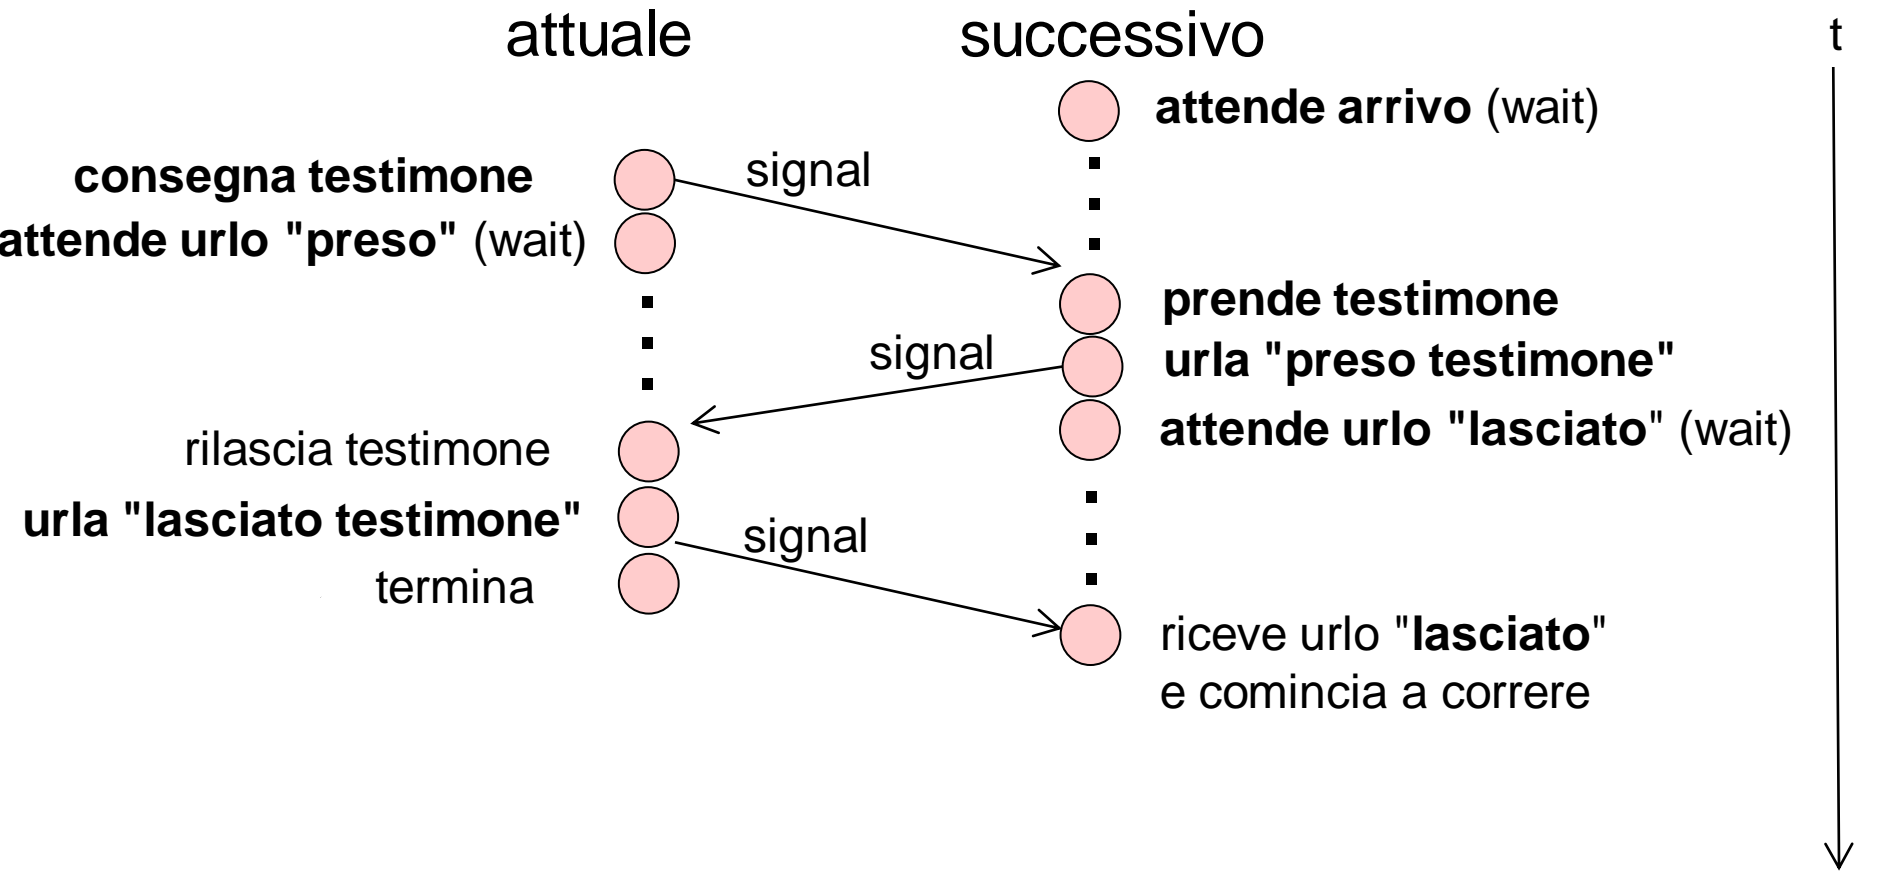 attuale
successivo
t
attende arrivo (wait)
consegna testimone
signal
attende urlo "preso" (wait)
prende testimone
signal
urla "preso testimone"
attende urlo "lasciato" (wait)
rilascia testimone
urla "lasciato testimone"
signal
termina
riceve urlo "lasciato"
e comincia a correre